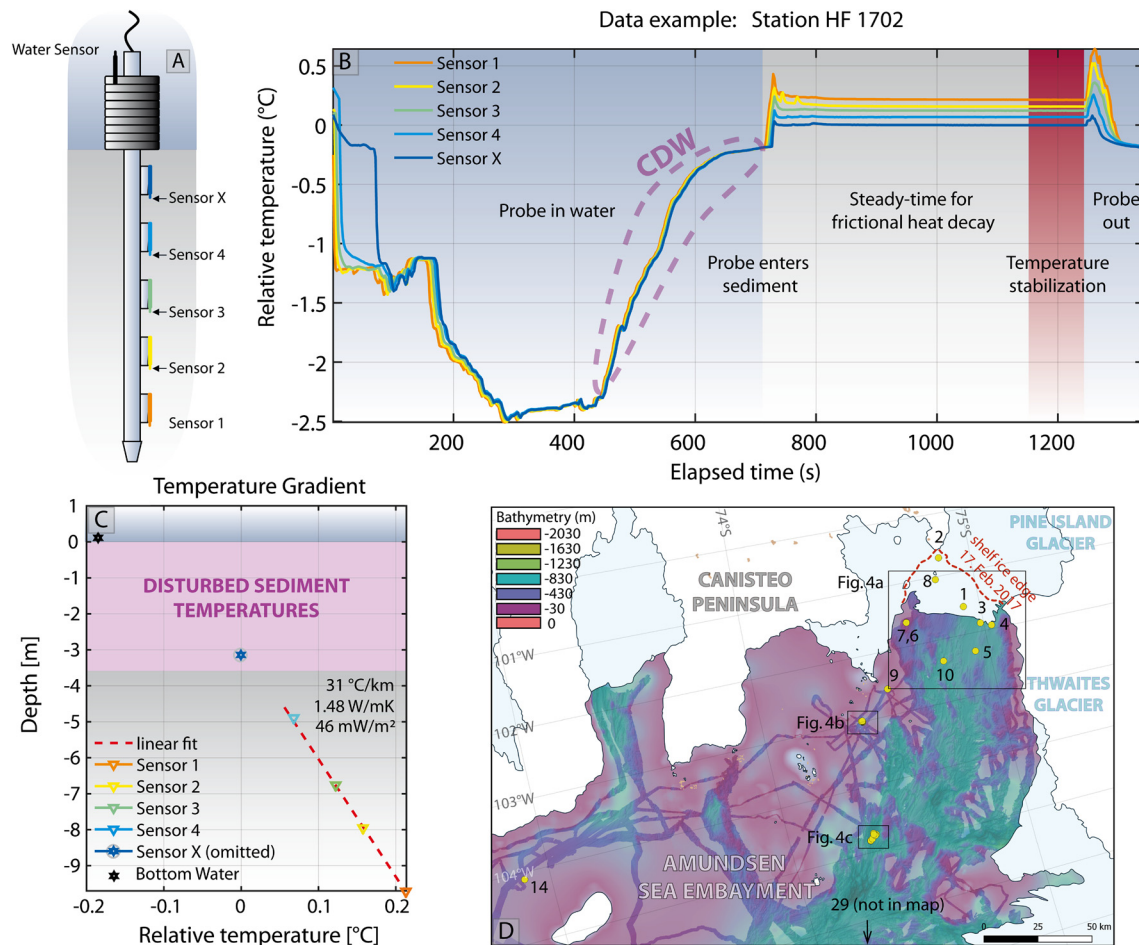 Data example: Station HF 1702
Water Sensor
A
Sensor X
Sensor 4
Sensor 3
Sensor 2
Sensor 1
B
Sensor 1
Sensor 2
Sensor 3
Sensor 4
Sensor X
CDW
Probe in water
Probe enters
sediment
Steady-time for
frictional heat decay
Temperature
stabilization
Probe
out
Relative temperature (°C)
0.5
0
-0.5
-1
-1.5
-2
-2.5
200
400
600
800
1000
1200
Elapsed time (s)
Temperature Gradient
C
DISTURBED SEDIMENT
TEMPERATURES
31 °C/km
1.48 W/mK
46 mW/m²
linear fit
Sensor 1
Sensor 2
Sensor 3
Sensor 4
Sensor X (omitted)
Bottom Water
Depth [m]
1
0
-1
-2
-3
-4
-5
-6
-7
-8
-9
-0.2
-0.1
0
0.1
0.2
Relative temperature [°C]
Bathymetry (m)
-2030
-1630
-1230
-830
-430
-30
0
74°S
75°S
PINE ISLAND
GLACIER
CANISTEO
PENINSULA
shelf ice edge
17.Feb.2017
Fig.4a
2
8
1
3
4
7,6
5
10
9
THWAITES
GLACIER
101°W
102°W
103°W
104°W
Fig.4b
Fig.4c
AMUNDSEN
SEA EMBAYMENT
14
29 (not in map)
D
0
25
50 km